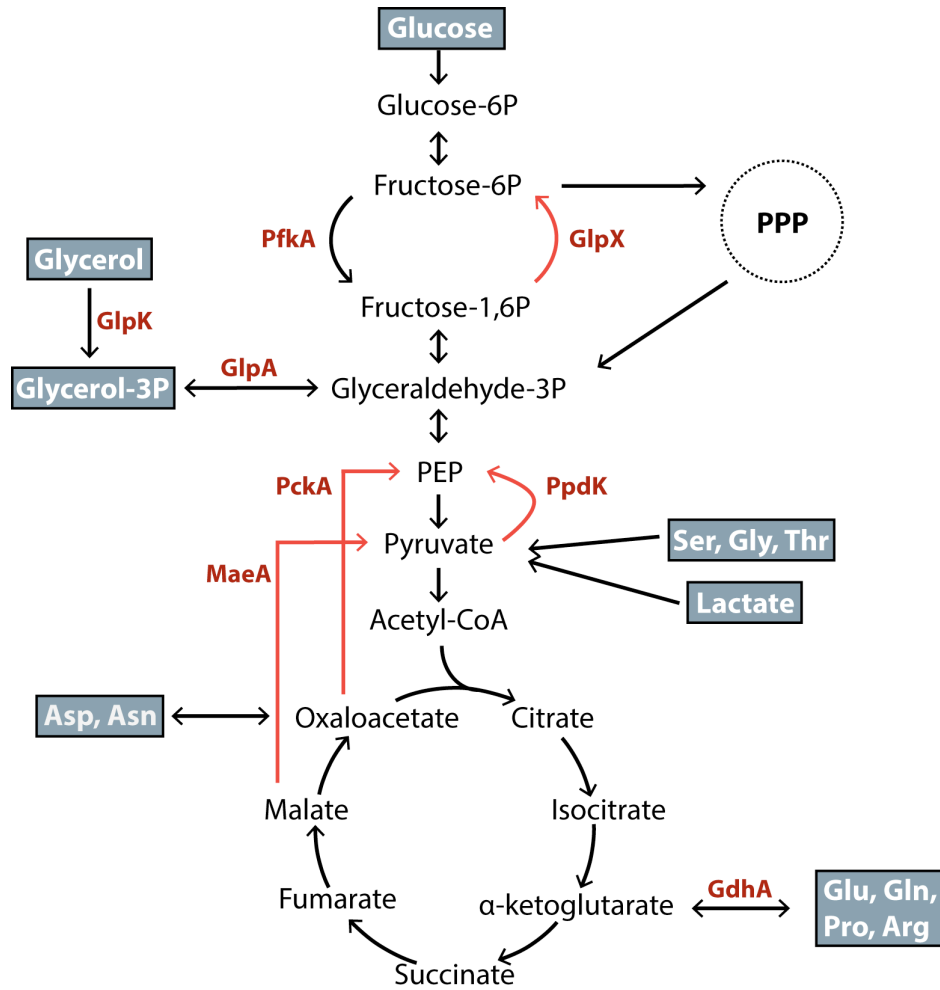 Glucose
Glucose-6P
Fructose-6P
PfkA
GlpX
PPP
Glycerol
GlpK
Fructose-1,6P
Glycerol-3P
GlpA
Glyceraldehyde-3P
PckA
PEP
PpdK
MaeA
Pyruvate
Ser, Gly, Thr
Lactate
Acetyl-CoA
Asp, Asn
Oxaloacetate
Citrate
Malate
Isocitrate
Fumarate
α-ketoglutarate
GdhA
Glu, Gln,
Pro, Arg
Succinate